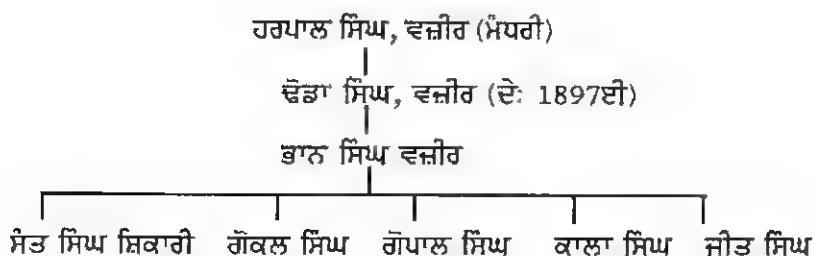 ਹਰਪਾਲ ਸਿੰਘ, ਵਜ਼ੀਰ (ਮੰਧਰੀ)
ਢੋਡਾ ਸਿੰਘ, ਵਜ਼ੀਰ (ਦੇਃ 1897ਈ)
ਭਾਨ ਸਿੰਘ ਵਜ਼ੀਰ
ਸੰਤ ਸਿੰਘ ਸ਼ਿਕਾਰੀ ਗੋਕਲ ਸਿੰਘ ਗੋਪਾਲ ਸਿੰਘ ਕਾਲਾ ਸਿੰਘ ਜੀਤ ਸਿੰਘ